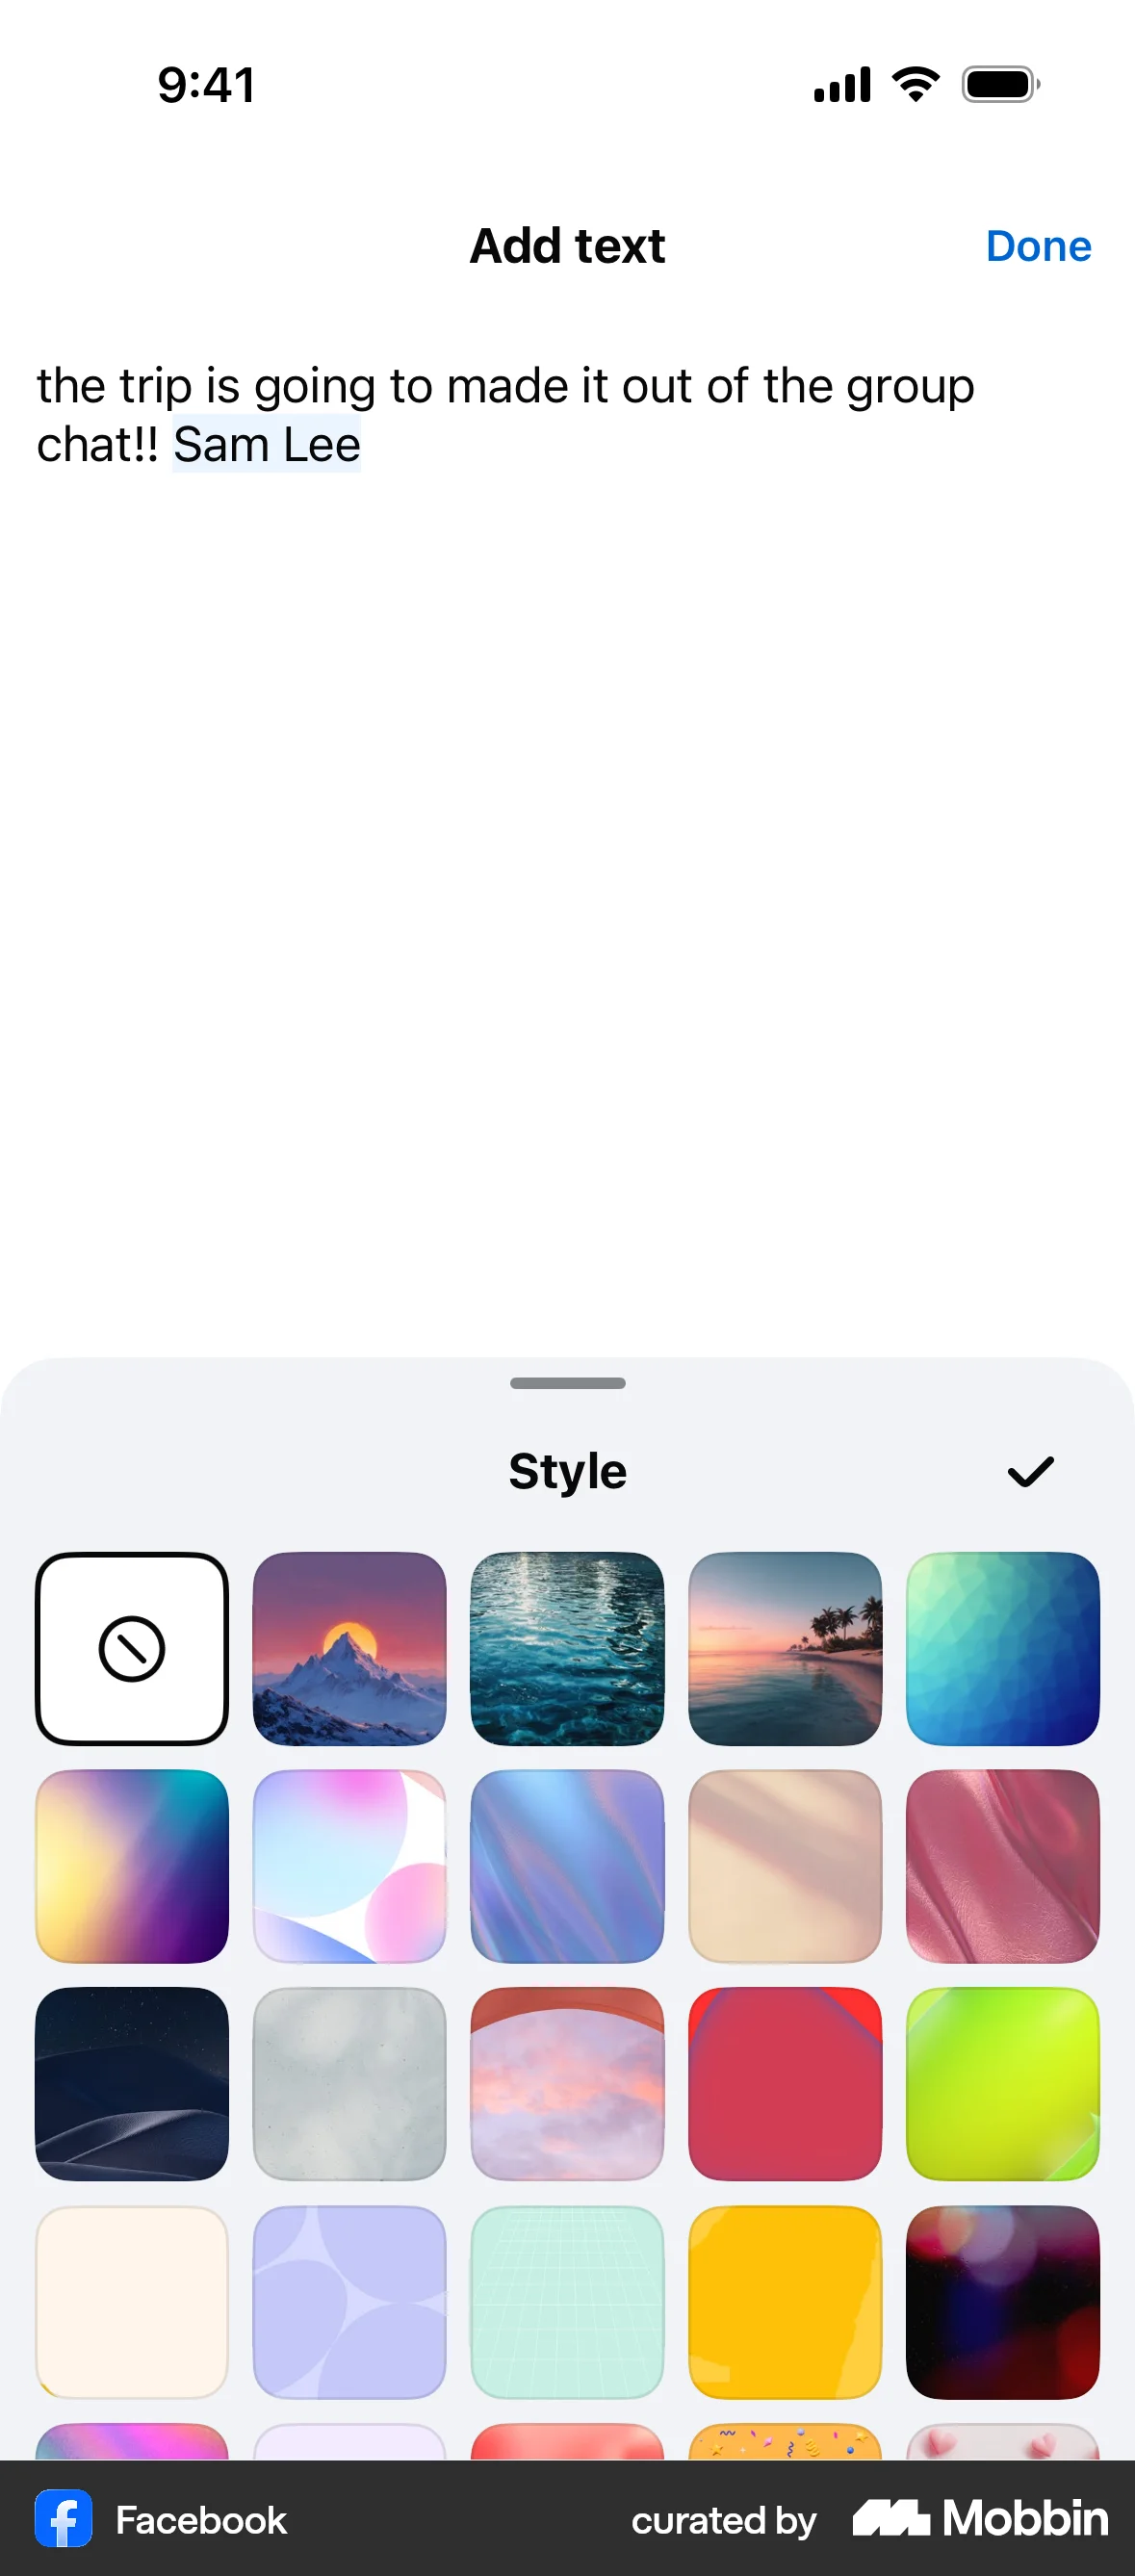 9:41
Add text
Done
the trip is going to made it out of the group
chat!! Sam Lee
Style
Facebook
curated by Mobbin